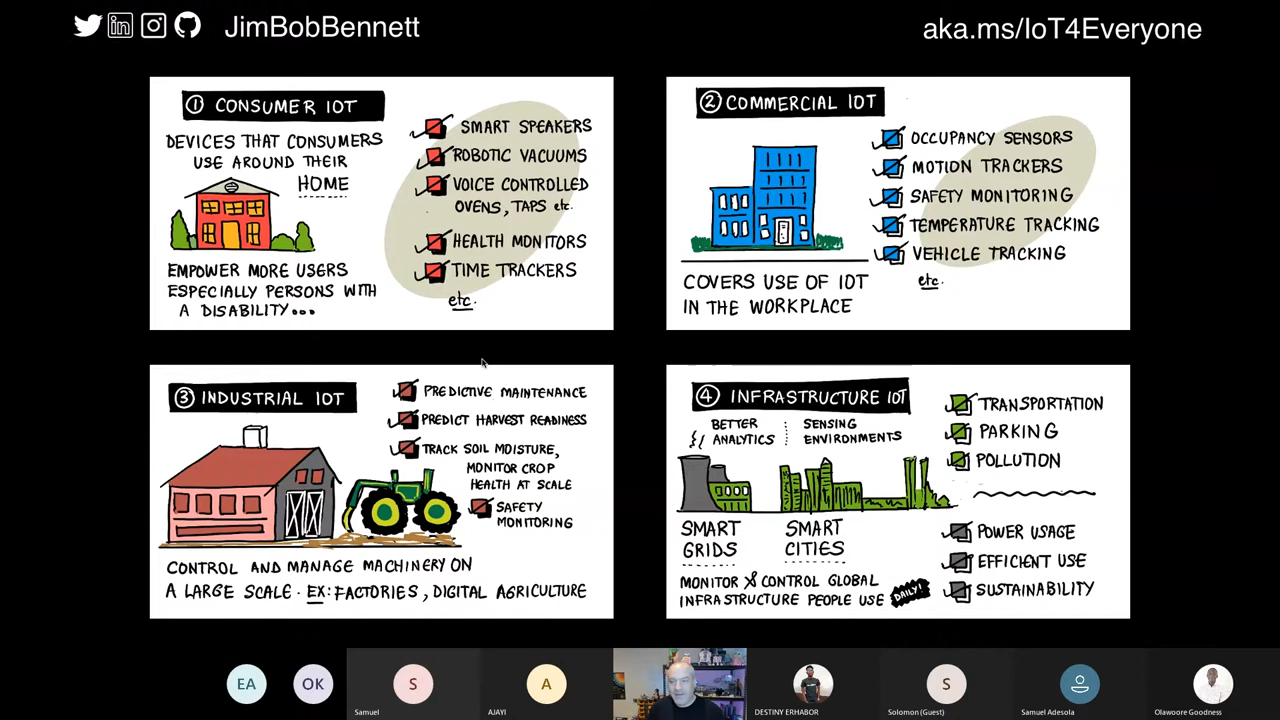 JimBobBennett
aka.ms/IoT4Everyone
① CONSUMER IOT
DEVICES THAT CONSUMERS
USE AROUND THEIR
HOME
EMPOWER MORE USERS
ESPECIALLY PERSONS WITH
A DISABILITY...
SMART SPEAKERS
ROBOTIC VACUUMS
VOICE CONTROLLED
OVENS, TAPS etc.
HEALTH MONITORS
TIME TRACKERS
etc.
② COMMERCIAL IOT
COVERS USE OF IOT
IN THE WORKPLACE
OCCUPANCY SENSORS
MOTION TRACKERS
SAFETY MONITORING
TEMPERATURE TRACKING
VEHICLE TRACKING
etc.
③ INDUSTRIAL IOT
PREDICTIVE MAINTENANCE
PREDICT HARVEST READINESS
TRACK SOIL MOISTURE,
MONITOR CROP
HEALTH AT SCALE
SAFETY
MONITORING
CONTROL AND MANAGE MACHINERY ON
A LARGE SCALE. EX: FACTORIES, DIGITAL AGRICULTURE
④ INFRASTRUCTURE IOT
BETTER
ANALYTICS
SENSING
ENVIRONMENTS
SMART
GRIDS
SMART
CITIES
MONITOR & CONTROL GLOBAL
INFRASTRUCTURE PEOPLE USE DAILY!
TRANSPORTATION
PARKING
POLLUTION
POWER USAGE
EFFICIENT USE
SUSTAINABILITY
EA
OK
S
Samuel
A
AJAYI
DESTINY ERHABOR
S
Solomon (Guest)
Samuel Adesola
Olawoore Goodness